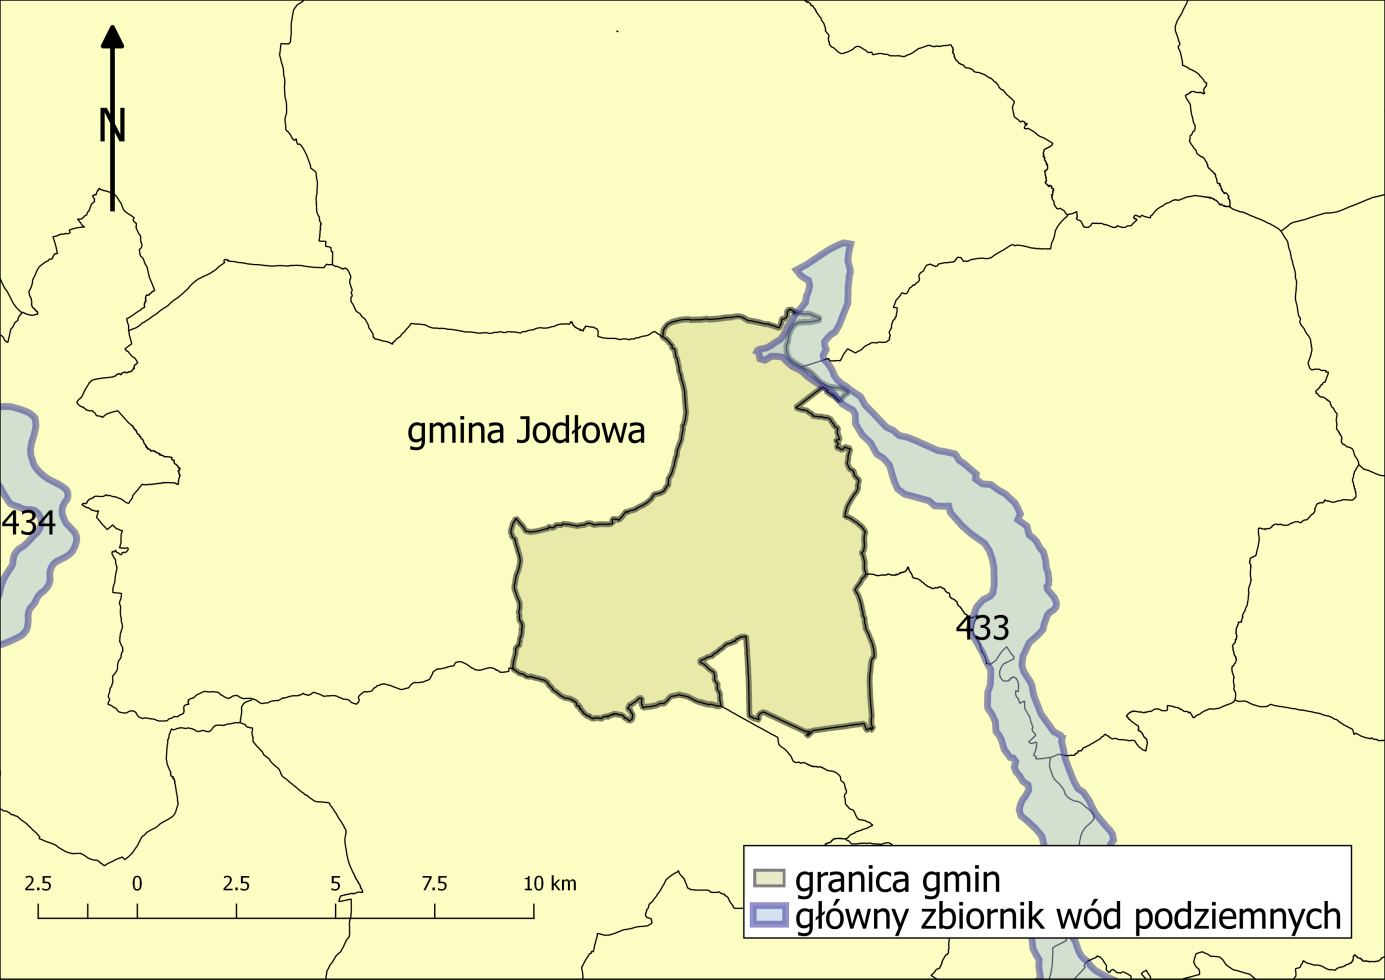 N
gmina Jodłowa
434
433
2.5 0 2.5 5 7.5 10 km
granica gmin
główny zbiornik wód podziemnych